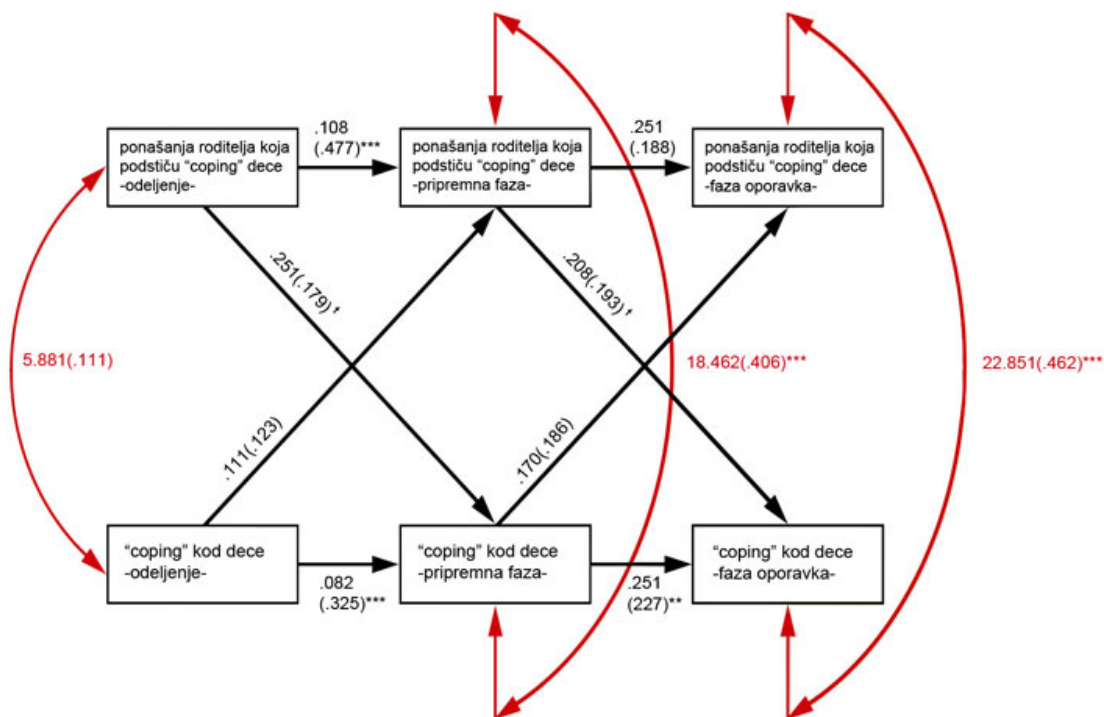 .108
(.477)***
.251
(.188)
ponašanja roditelja koja
podstiču “coping” dece
-odeljenje-
ponašanja roditelja koja
podstiču “coping” dece
-pripremna faza-
ponašanja roditelja koja
podstiču “coping” dece
-faza oporavka-
.251(.179)†
.208(.193)†
5.881(.111)
18.462(.406)***
22.851(.462)***
.111(.123)
.170(.186)
“coping” kod dece
-odeljenje-
“coping” kod dece
-pripremna faza-
“coping” kod dece
-faza oporavka-
.082
(.325)***
.251
(227)**